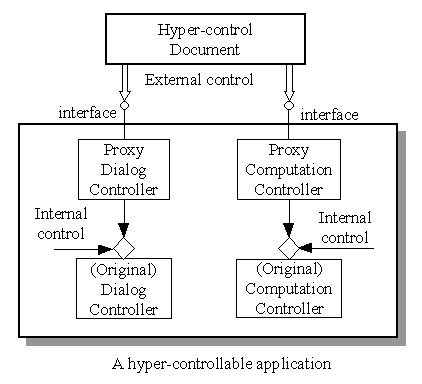 Hyper-control
Document
External control
interface
interface
Proxy
Dialog
Controller
Proxy
Computation
Controller
Internal
control
Internal
control
(Original)
Dialog
Controller
(Original)
Computation
Controller
A hyper-controllable application